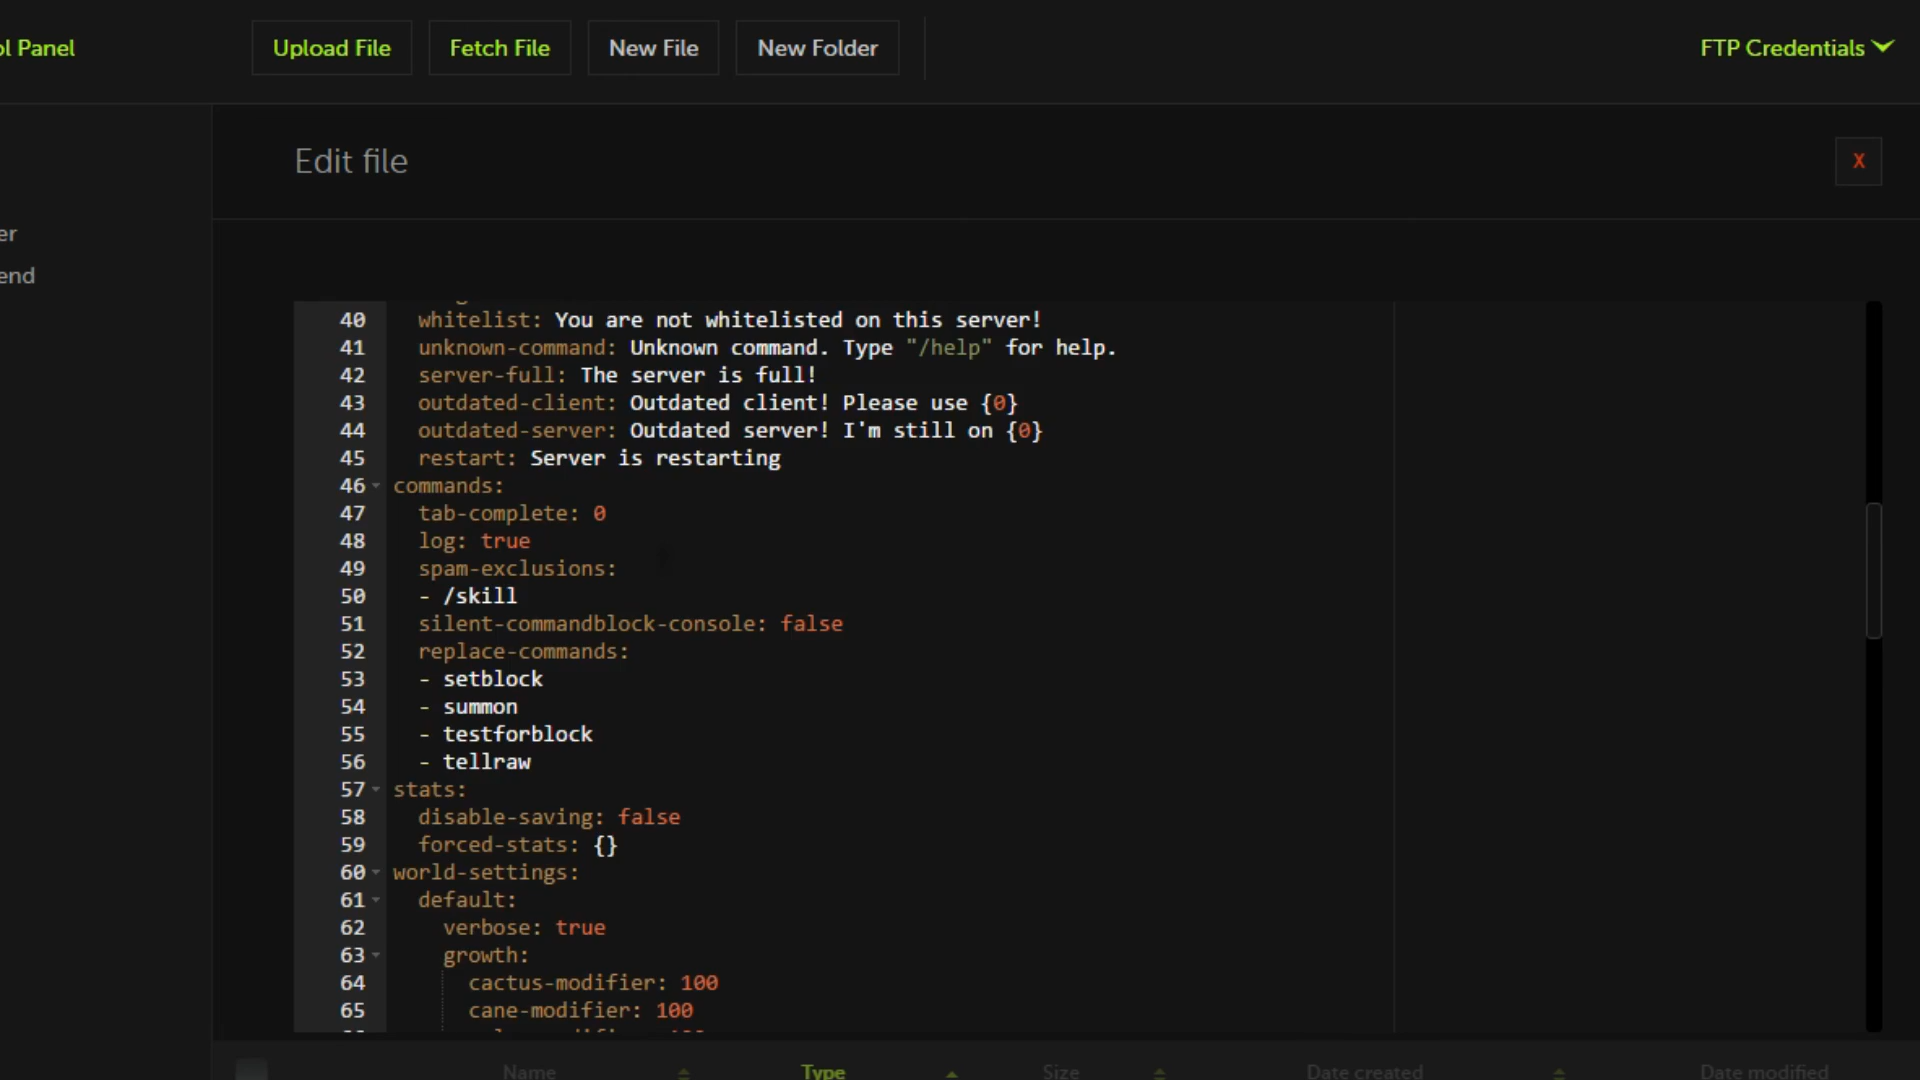 ol Panel
Upload File
Fetch File
New File
New Folder
FTP Credentials
Edit file
X
er
end
40 whitelist: You are not whitelisted on this server!
41 unknown-command: Unknown command. Type "/help" for help.
42 server-full: The server is full!
43 outdated-client: Outdated client! Please use {0}
44 outdated-server: Outdated server! I'm still on {0}
45 restart: Server is restarting
46 commands:
47 tab-complete: 0
48 log: true
49 spam-exclusions:
50 - /skill
51 silent-commandblock-console: false
52 replace-commands:
53 - setblock
54 - summon
55 - testforblock
56 - tellraw
57 stats:
58 disable-saving: false
59 forced-stats: {}
60 world-settings:
61 default:
62 verbose: true
63 growth:
64 cactus-modifier: 100
65 cane-modifier: 100
Name
Type
Size
Date created
Date modified